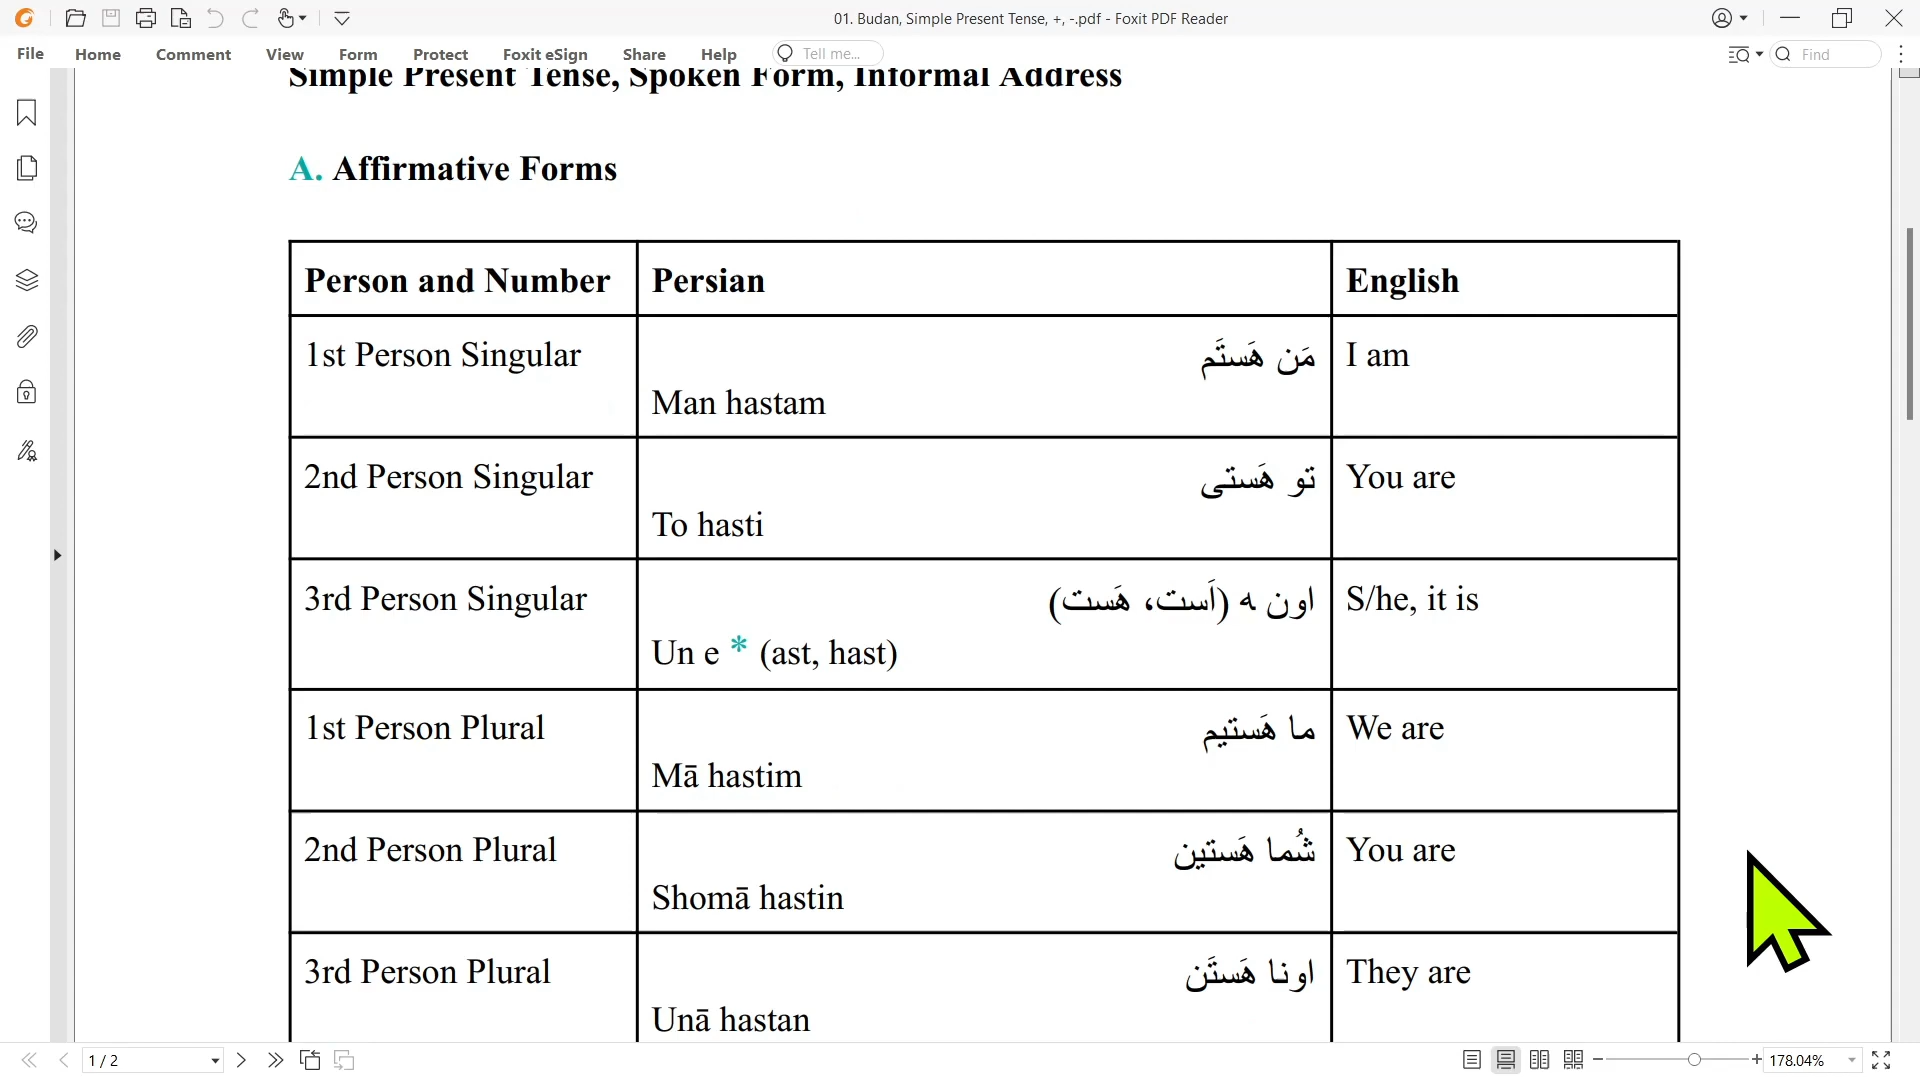 01. Budan, Simple Present Tense, +, -.pdf - Foxit PDF Reader
File Home Comment View Form Protect Foxit eSign Share Help Tell me... Find
Simple Present Tense, Spoken Form, Informal Address
A. Affirmative Forms
Person and Number Persian English
1st Person Singular مَن هَستَم I am
Man hastam
2nd Person Singular تو هَستی You are
To hasti
3rd Person Singular اون ه (اَست، هَست) S/he, it is
Un e * (ast, hast)
1st Person Plural ما هَستیم We are
Mā hastim
2nd Person Plural شُما هَستین You are
Shomā hastin
3rd Person Plural اونا هَستَن They are
Unā hastan
1 / 2 178.04%